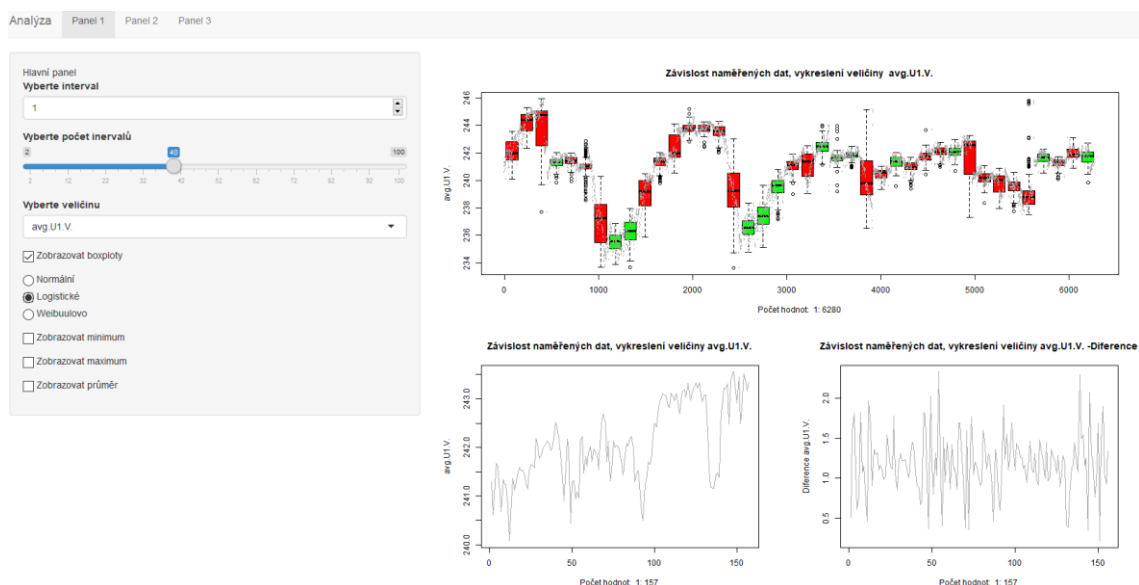 Analýza Panel 1 Panel 2 Panel 3
Hlavní panel
Vyberte interval
1
Vyberte počet inervalů
2 40 100
2 12 22 32 42 52 62 72 82 92 100
Vyberte veličinu
avg.U1.V.
Zobrazovat boxploty
Normální
Logistické
Weibuulovo
Zobrazovat minimum
Zobrazovat maximum
Zobrazovat průměr
Závislost naměřených dat, vykreslení veličiny avg.U1.V.
avg.U1.V.
246
244
242
240
238
236
234
0 1000 2000 3000 4000 5000 6000
Počet hodnot: 1: 6280
Závislost naměřených dat, vykreslení veličiny avg.U1.V.
avg.U1.V.
243.0
242.0
241.0
240.0
0 50 100 150
Počet hodnot: 1: 157
Závislost naměřených dat, vykreslení veličiny avg.U1.V. -Diference
Diference avg.U1.V.
2.0
1.5
1.0
0.5
0 50 100 150
Počet hodnot: 1: 157